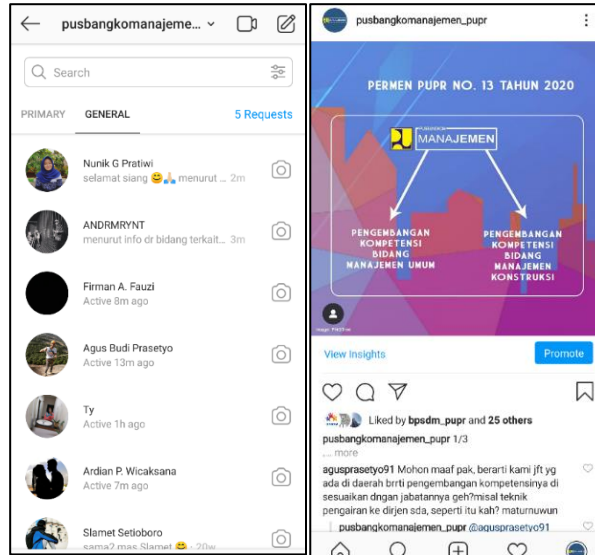 pusbangkomanajeme...
Search
PRIMARY GENERAL 5 Requests
Nunik G Pratiwi
selamat siang 😊🙏 menurut ... 2m
ANDRMRYNT
menurut info dr bidang terkait... 3m
Firman A. Fauzi
Active 8m ago
Agus Budi Prasetyo
Active 13m ago
Ty
Active 1h ago
Ardian P. Wicaksana
Active 7m ago
Slamet Setioboro
sama2 mas Slamet 😊 · 20w
pusbangkomanajemen_pupr
PERMEN PUPR NO. 13 TAHUN 2020
MANAJEMEN
PENGEMBANGAN
KOMPETENSI
BIDANG
MANAJEMEN UMUM
PENGEMBANGAN
KOMPETENSI
BIDANG
MANAJEMEN
KONSTRUKSI
View Insights
Promote
Liked by bpsdm_pupr and 25 others
pusbangkomanajemen_pupr 1/3
... more
agusprasetyo91 Mohon maaf pak, berarti kami jft yg
ada di daerah brrti pengembangan kompetensinya di
sesuaikan dngan jabatannya geh?misal teknik
pengairan ke dirjen sda, seperti itu kah? maturnuwun
pusbangkomanajemen_pupr @agusprasetyo91